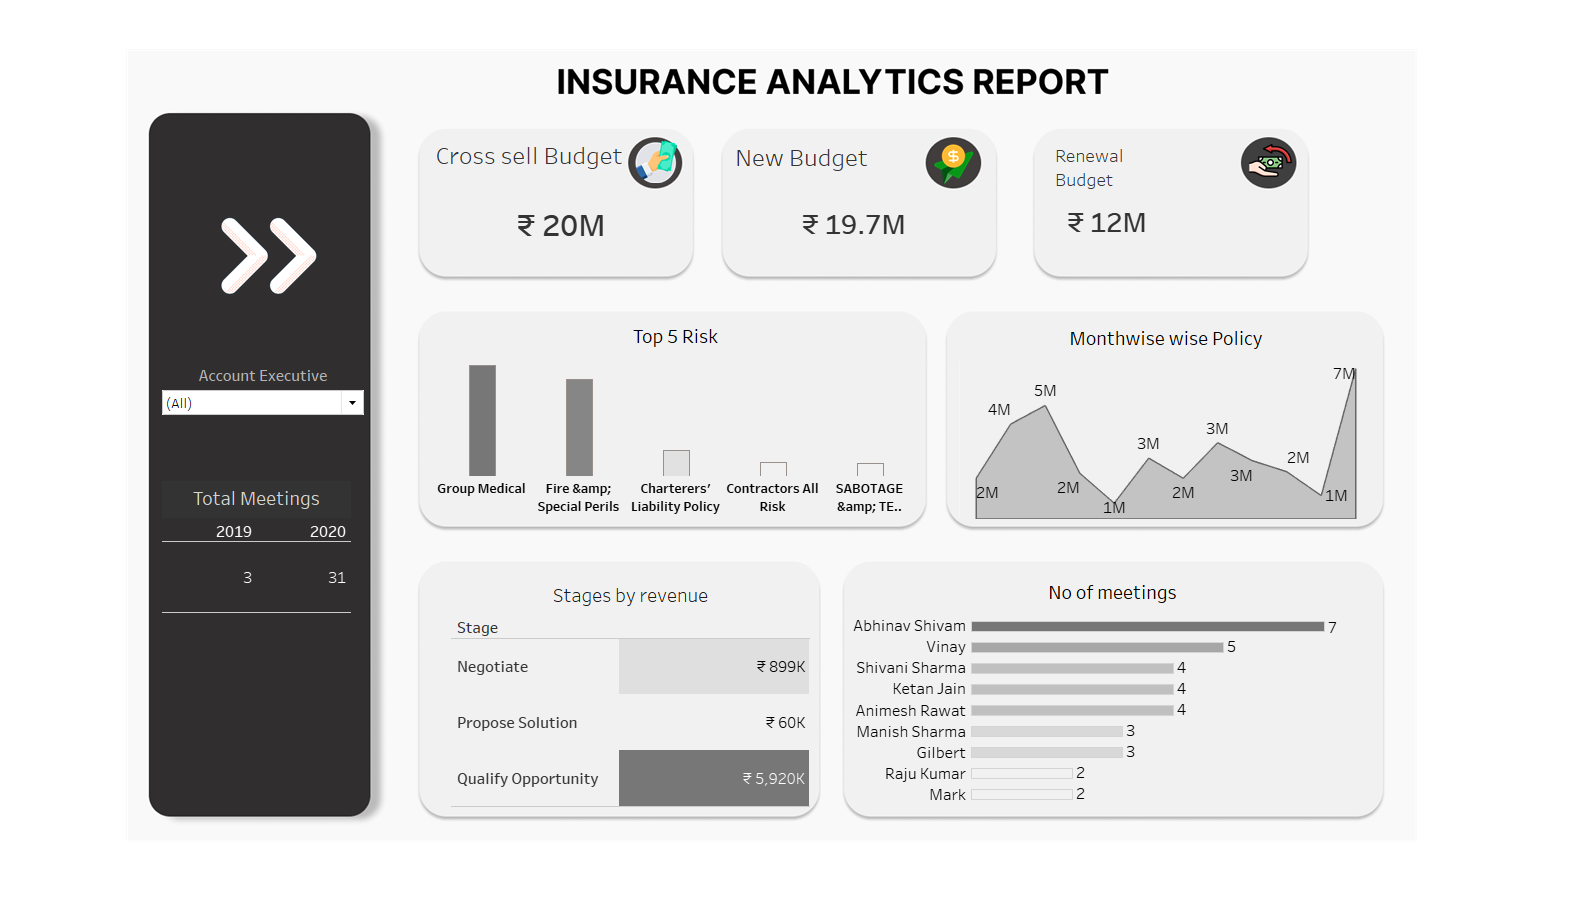 INSURANCE ANALYTICS REPORT
Cross sell Budget
₹ 20M
New Budget
₹ 19.7M
Renewal
Budget
₹ 12M
Account Executive
(All)
Total Meetings
2019 2020
3 31
Top 5 Risk
Group Medical
Fire &amp;
Special Perils
Charterers’
Liability Policy
Contractors All
Risk
SABOTAGE
&amp; TE..
Monthwise wise Policy
2M
4M
5M
2M
1M
3M
2M
3M
3M
2M
1M
7M
Stages by revenue
Stage
Negotiate ₹ 899K
Propose Solution ₹ 60K
Qualify Opportunity ₹ 5,920K
No of meetings
Abhinav Shivam 7
Vinay 5
Shivani Sharma 4
Ketan Jain 4
Animesh Rawat 4
Manish Sharma 3
Gilbert 3
Raju Kumar 2
Mark 2